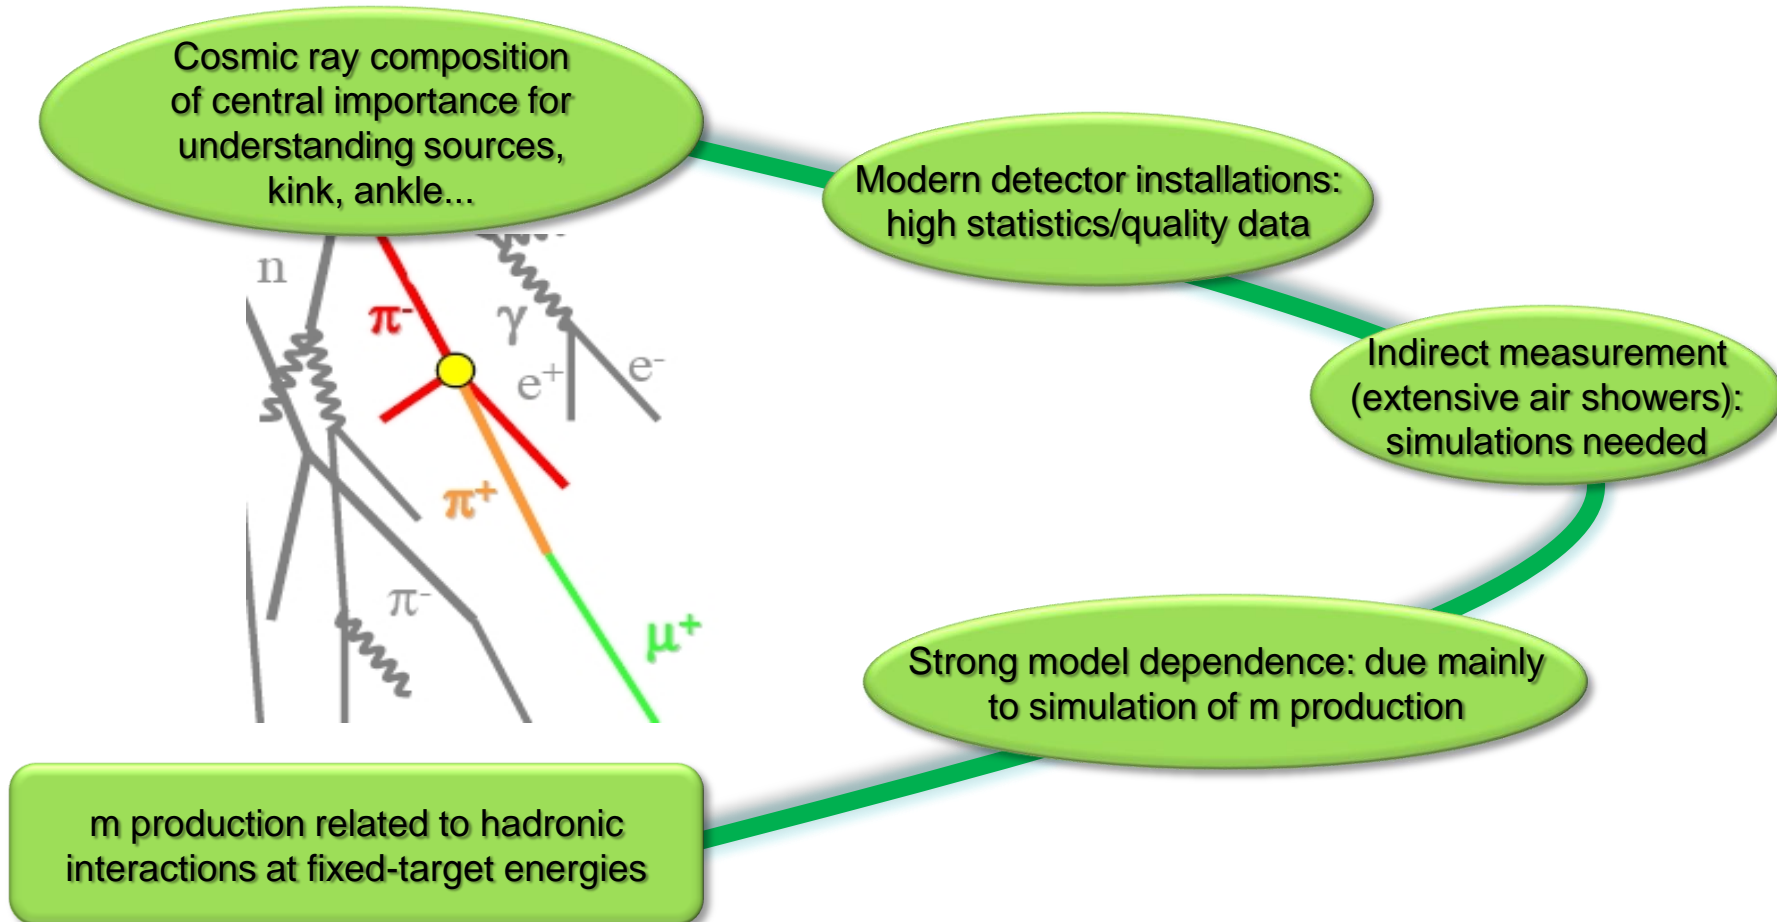 Cosmic ray composition
of central importance for
understanding sources,
kink, ankle...
Modern detector installations:
high statistics/quality data
Indirect measurement
(extensive air showers):
simulations needed
Strong model dependence: due mainly
to simulation of m production
m production related to hadronic
interactions at fixed-target energies
n
π⁻
γ
e⁺
e⁻
π⁺
π⁻
μ⁺